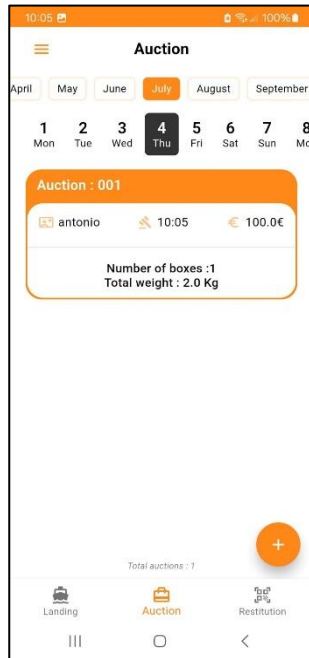 10:05 100%
Auction
April May June July August September
1 2 3 4 5 6 7 8
Mon Tue Wed Thu Fri Sat Sun Mo
Auction : 001
antonio 10:05 € 100.0€
Number of boxes :1
Total weight : 2.0 Kg
+
Total auctions : 1
Landing Auction Restitution